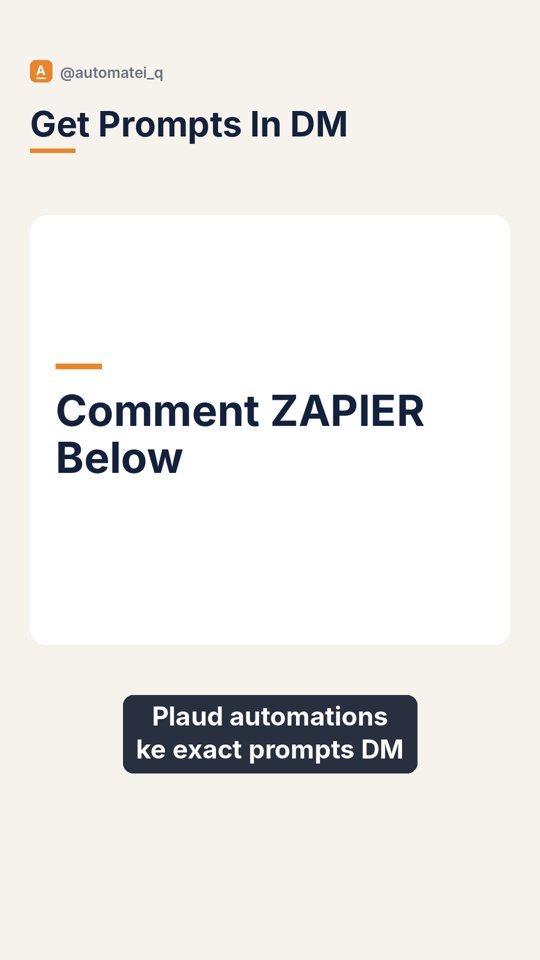 A
@automatei_q
Get Prompts In DM
Comment ZAPIER
Below
Plaud automations
ke exact prompts DM